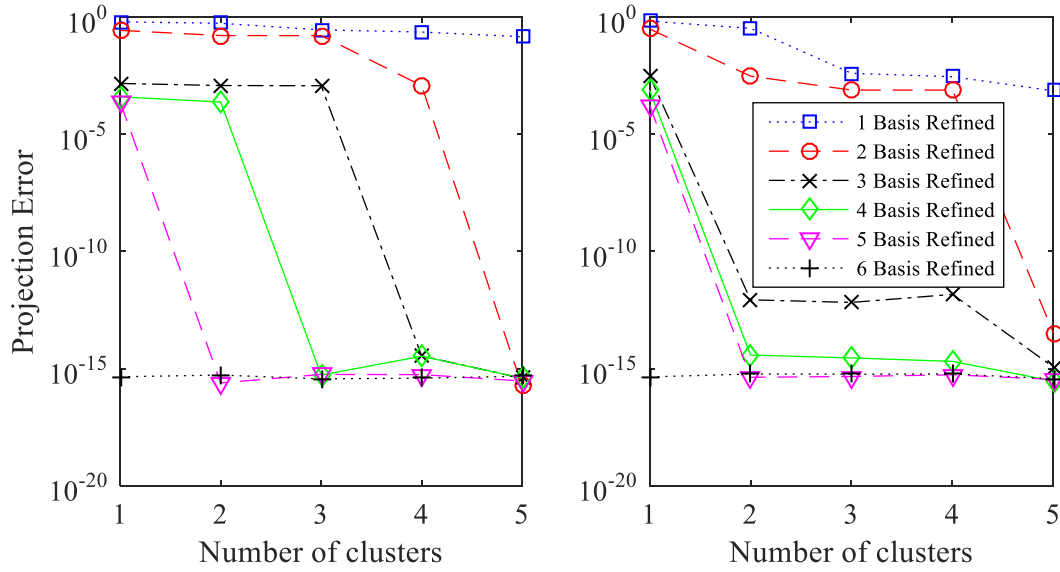 Projection Error
10^0
10^-5
10^-10
10^-15
10^-20
1 2 3 4 5
Number of clusters
10^0
10^-5
10^-10
10^-15
10^-20
1 Basis Refined
2 Basis Refined
3 Basis Refined
4 Basis Refined
5 Basis Refined
6 Basis Refined
1 2 3 4 5
Number of clusters